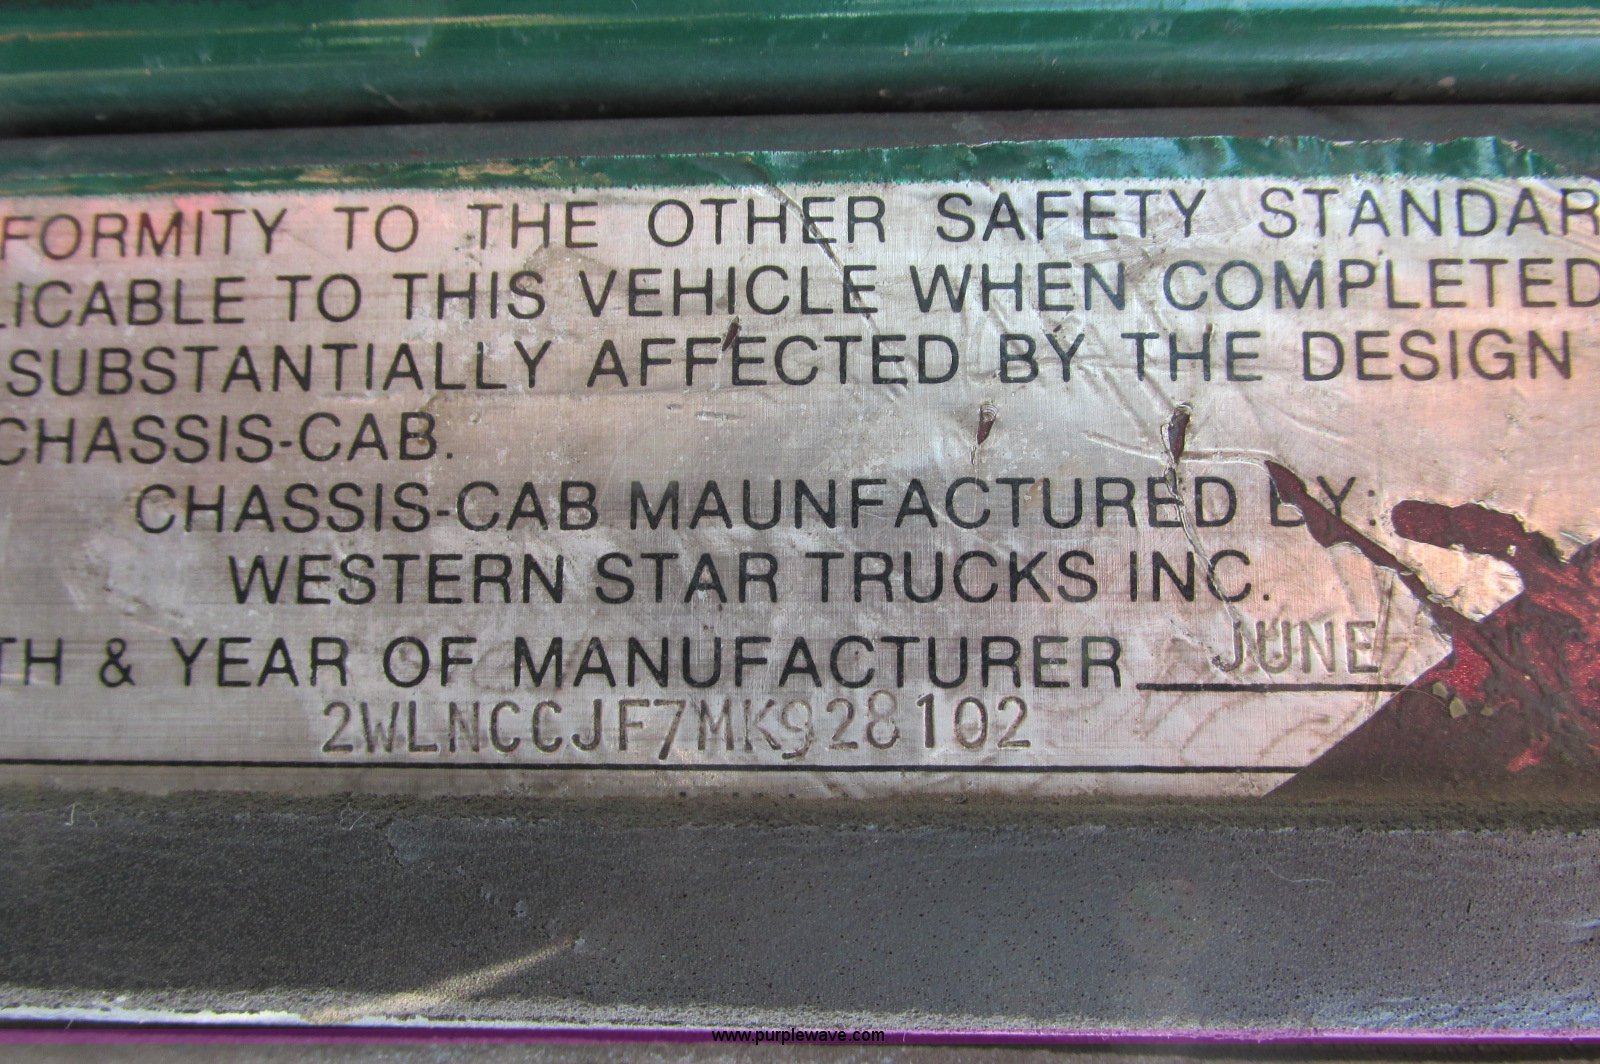 FORMITY TO THE OTHER SAFETY STANDAR
LICABLE TO THIS VEHICLE WHEN COMPLETED
SUBSTANTIALLY AFFECTED BY THE DESIGN
CHASSIS-CAB.
CHASSIS-CAB MAUNFACTURED BY:
WESTERN STAR TRUCKS INC.
TH & YEAR OF MANUFACTURER JUNE
2WLNCCJF7MK928102
www.purplewave.com